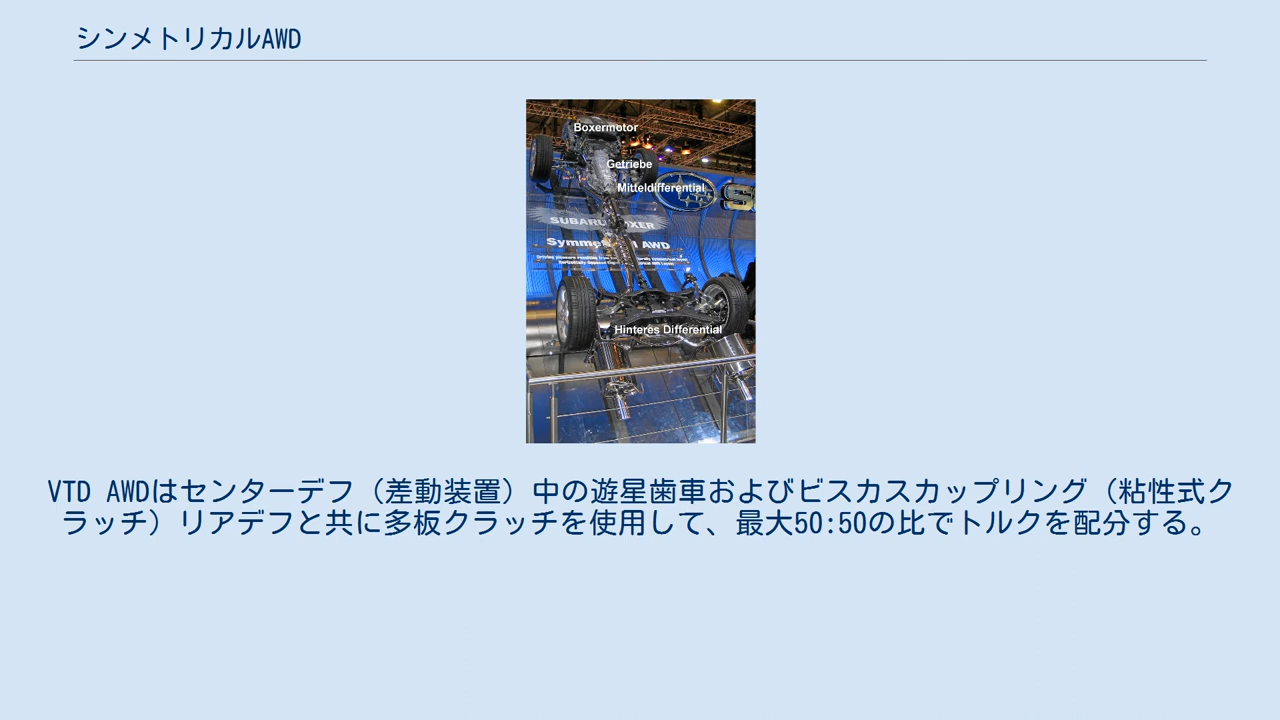 シンメトリカルAWD
Boxermotor
Getriebe
Mitteldifferential
SUBARU BOXER
AWD
Hinteres Differential
VTD AWDはセンターデフ（差動装置）中の遊星歯車およびビスカスカップリング（粘性式ク
ラッチ）リアデフと共に多板クラッチを使用して、最大50:50の比でトルクを配分する。